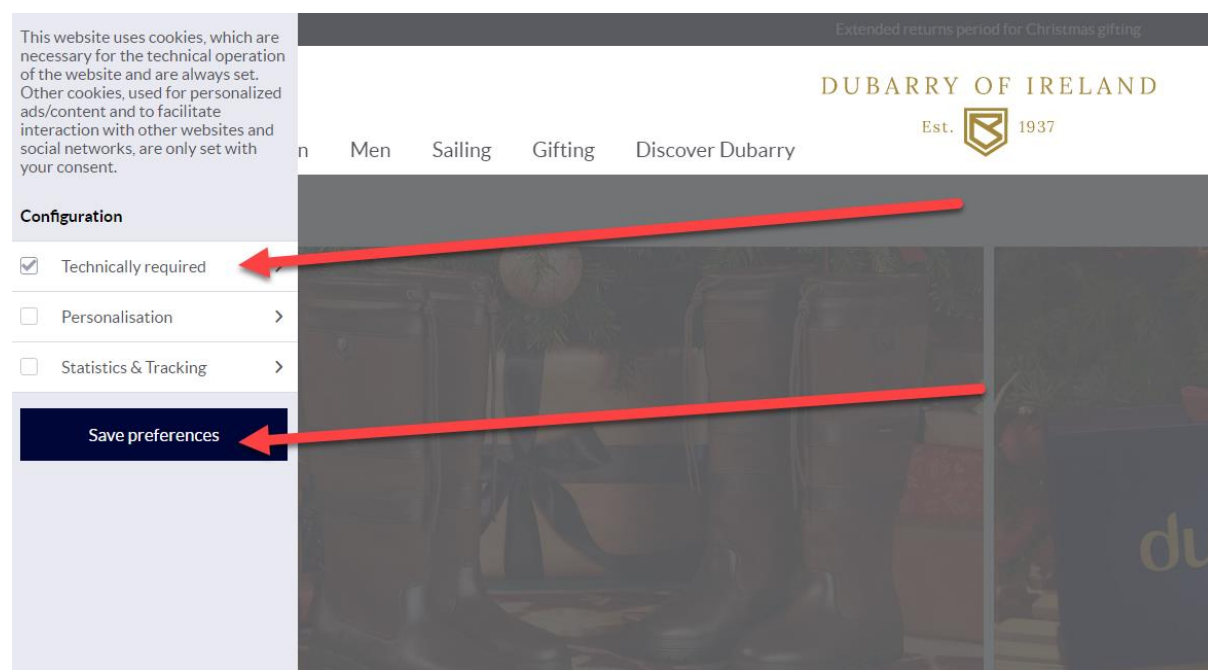 This website uses cookies, which are
necessary for the technical operation
of the website and are always set.
Other cookies, used for personalized
ads/content and to facilitate
interaction with other websites and
social networks, are only set with
your consent.
Configuration
Technically required
Personalisation
Statistics & Tracking
Save preferences
Extended returns period for Christmas gifting
DUBARRY OF IRELAND
Est. 1937
n Men Sailing Gifting Discover Dubarry
du